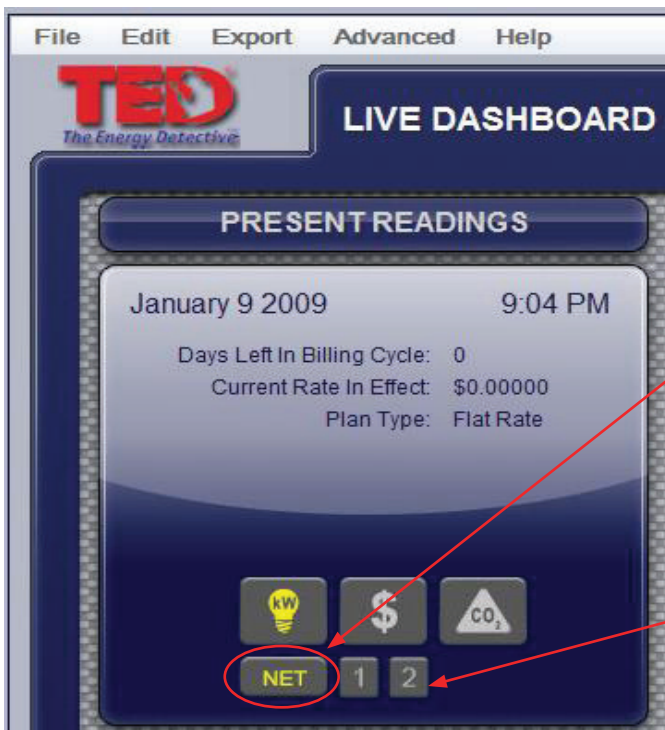 File Edit Export Advanced Help
TED
The Energy Detective
LIVE DASHBOARD
PRESENT READINGS
January 9 2009 9:04 PM
Days Left In Billing Cycle: 0
Current Rate In Effect: $0.00000
Plan Type: Flat Rate
kW $ CO₂
NET 1 2